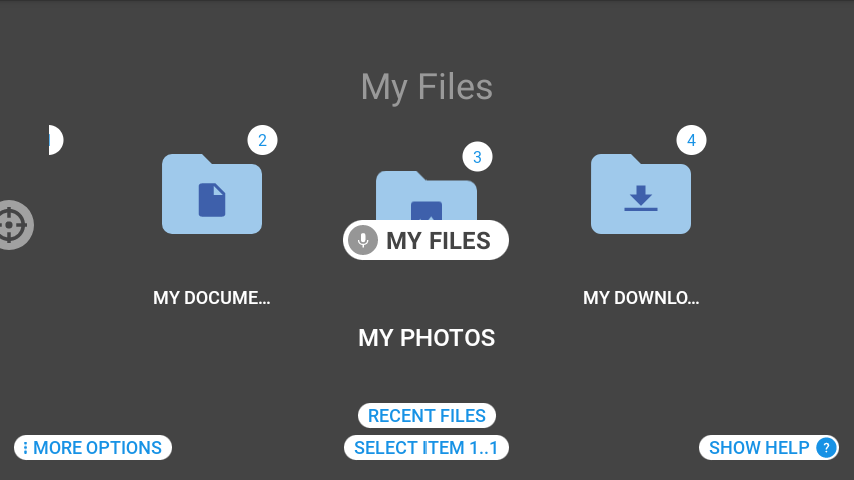 My Files
2
3
4
MY FILES
MY DOCUME...
MY DOWNLO...
MY PHOTOS
RECENT FILES
MORE OPTIONS
SELECT ITEM 1..1
SHOW HELP ?